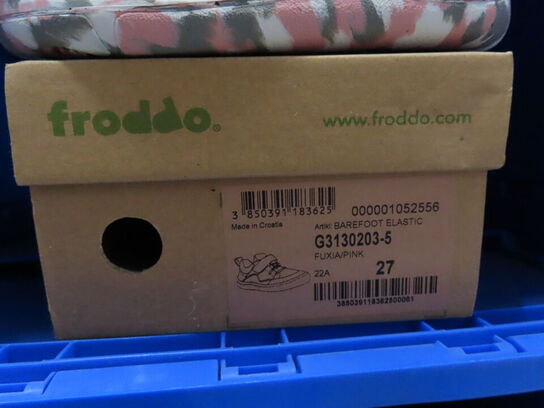 froddo.
www.froddo.com
3 850391 183625
000001052556
Made in Croatia
Artikl: BAREFOOT ELASTIC
G3130203-5
FUXIA/PINK
22A
27